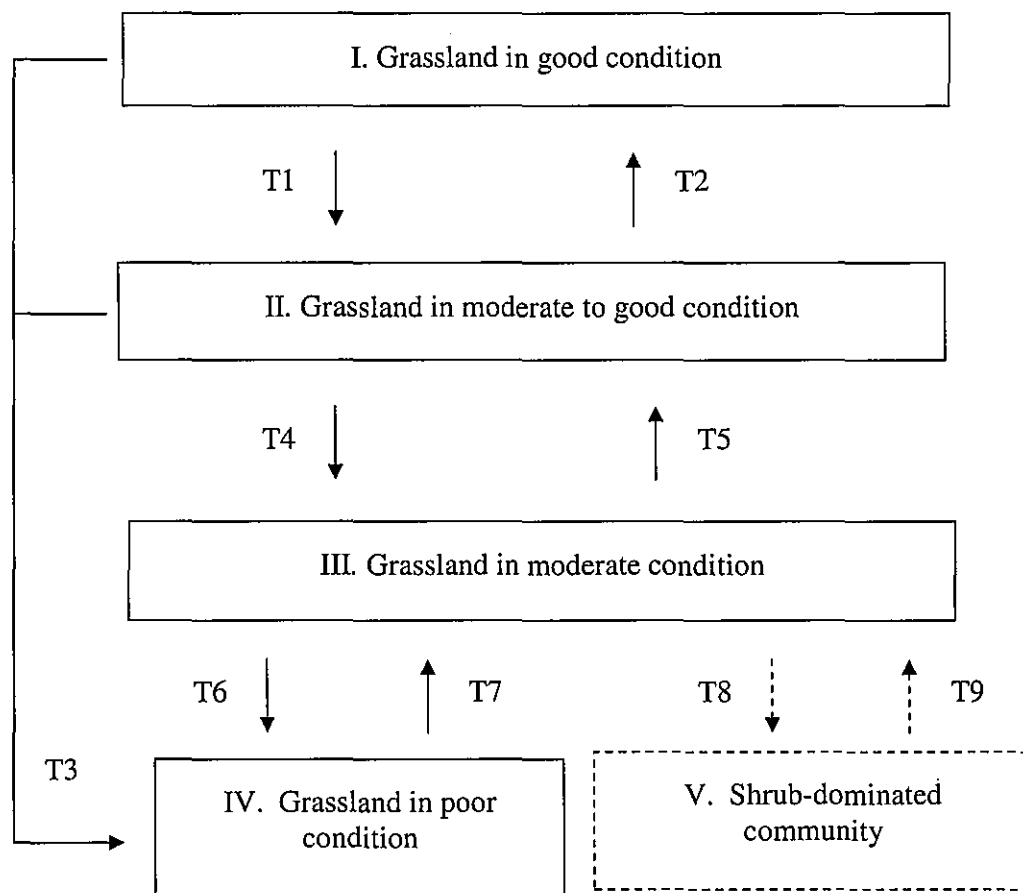 I. Grassland in good condition
T1
T2
II. Grassland in moderate to good condition
T4
T5
III. Grassland in moderate condition
T6
T7
T8
T9
T3
IV. Grassland in poor
condition
V. Shrub-dominated
community